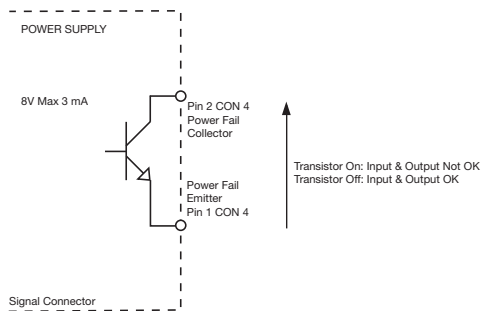 POWER SUPPLY
8V Max 3 mA
Pin 2 CON 4
Power Fail
Collector
Transistor On: Input & Output Not OK
Transistor Off: Input & Output OK
Power Fail
Emitter
Pin 1 CON 4
Signal Connector